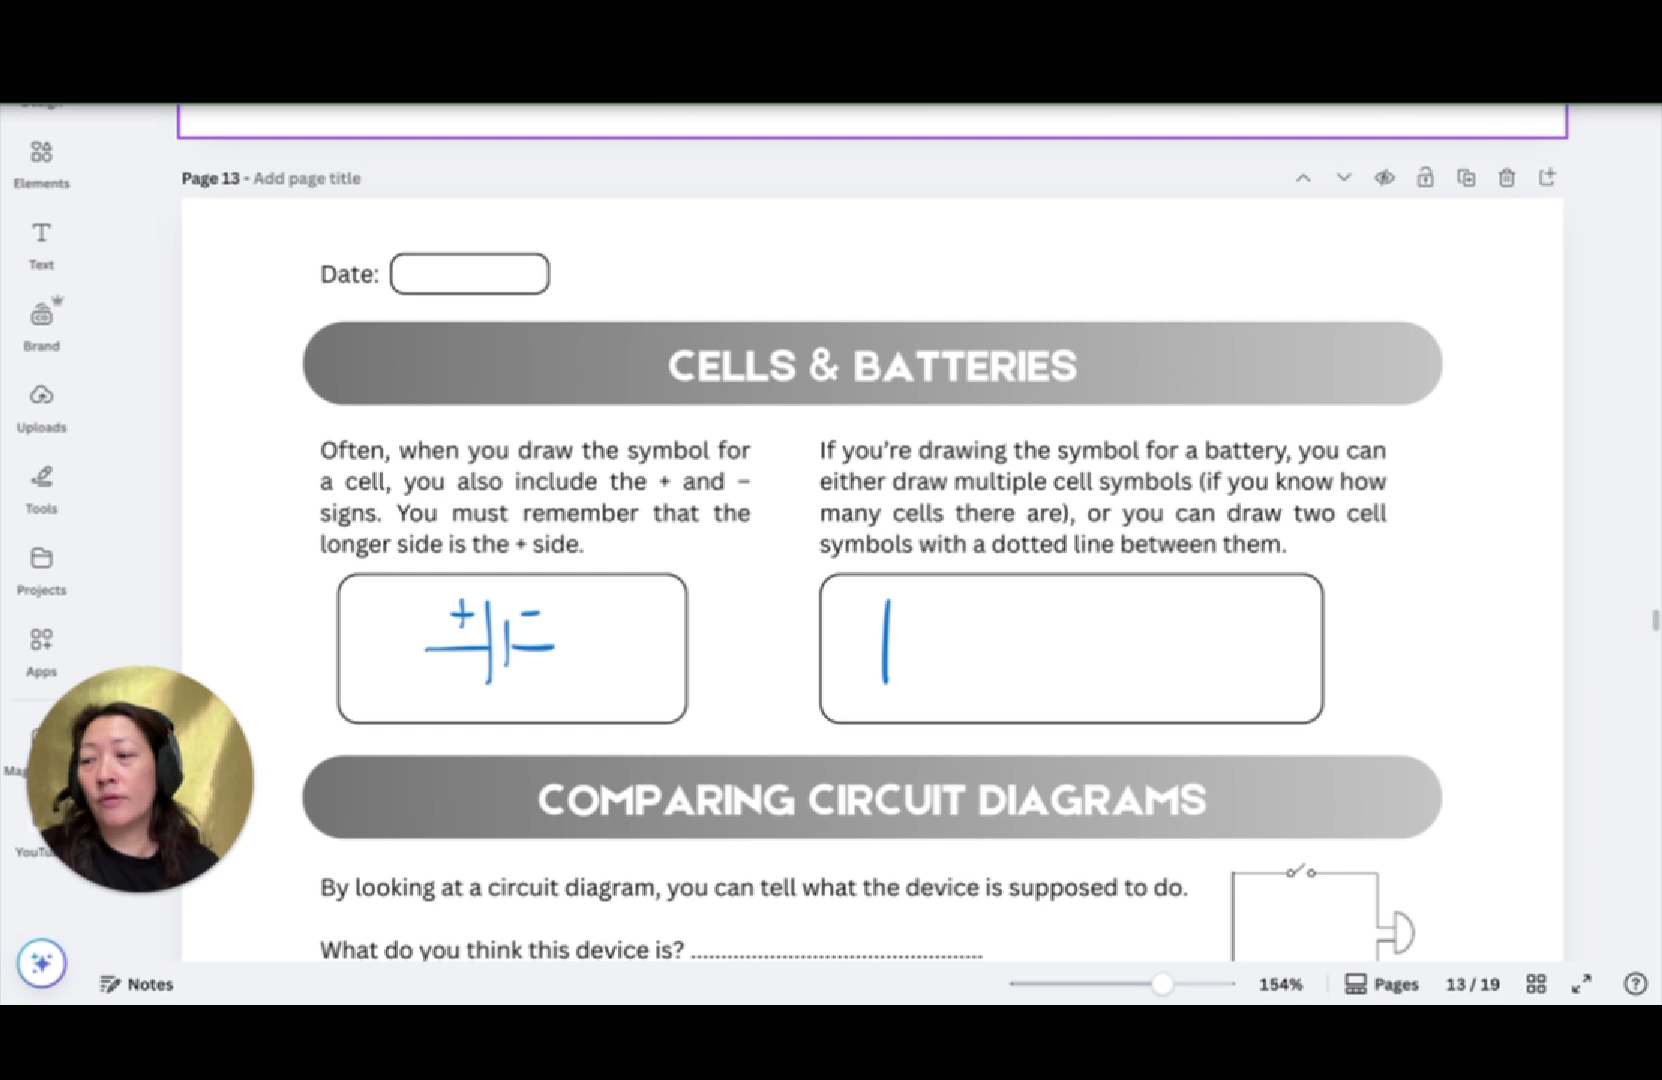 Elements
Page 13 - Add page title
Text
Date:
Brand
CELLS & BATTERIES
Uploads
Often, when you draw the symbol for
a cell, you also include the + and –
signs. You must remember that the
longer side is the + side.
If you’re drawing the symbol for a battery, you can
either draw multiple cell symbols (if you know how
many cells there are), or you can draw two cell
symbols with a dotted line between them.
Tools
Projects
+ –
Apps
COMPARING CIRCUIT DIAGRAMS
By looking at a circuit diagram, you can tell what the device is supposed to do.
What do you think this device is? ................................................
Notes
154%
Pages
13 / 19